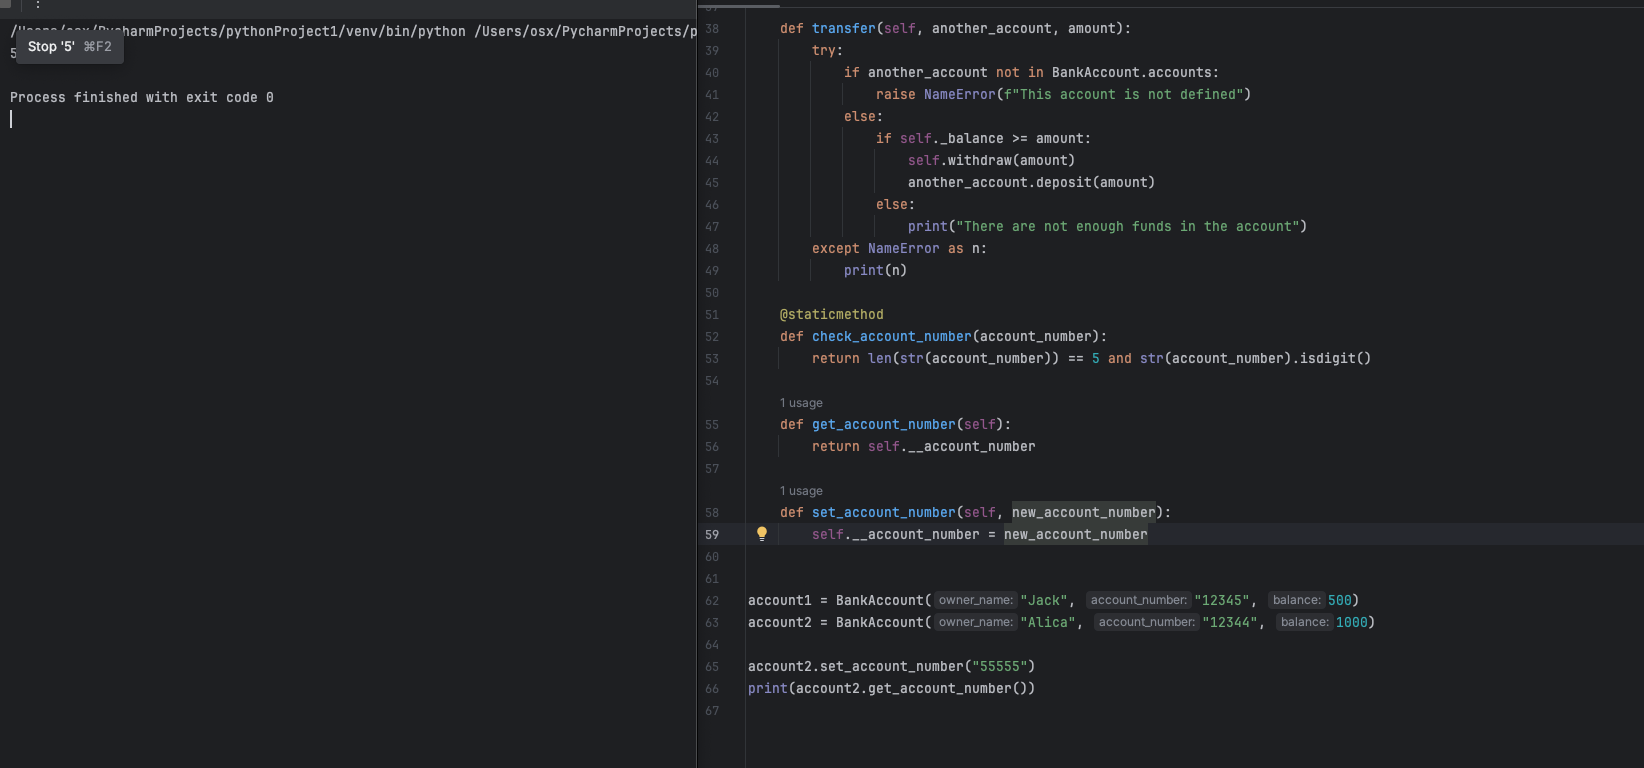 /Users/osx/PycharmProjects/pythonProject1/venv/bin/python /Users/osx/PycharmProjects/p
Stop '5' ⌘F2
5
Process finished with exit code 0
38 def transfer(self, another_account, amount):
39 try:
40 if another_account not in BankAccount.accounts:
41 raise NameError(f"This account is not defined")
42 else:
43 if self._balance >= amount:
44 self.withdraw(amount)
45 another_account.deposit(amount)
46 else:
47 print("There are not enough funds in the account")
48 except NameError as n:
49 print(n)
50
51 @staticmethod
52 def check_account_number(account_number):
53 return len(str(account_number)) == 5 and str(account_number).isdigit()
54
1 usage
55 def get_account_number(self):
56 return self.__account_number
57
1 usage
58 def set_account_number(self, new_account_number):
59 self.__account_number = new_account_number
60
61
62 account1 = BankAccount( owner_name: "Jack", account_number: "12345", balance: 500)
63 account2 = BankAccount( owner_name: "Alica", account_number: "12344", balance: 1000)
64
65 account2.set_account_number("55555")
66 print(account2.get_account_number())
67